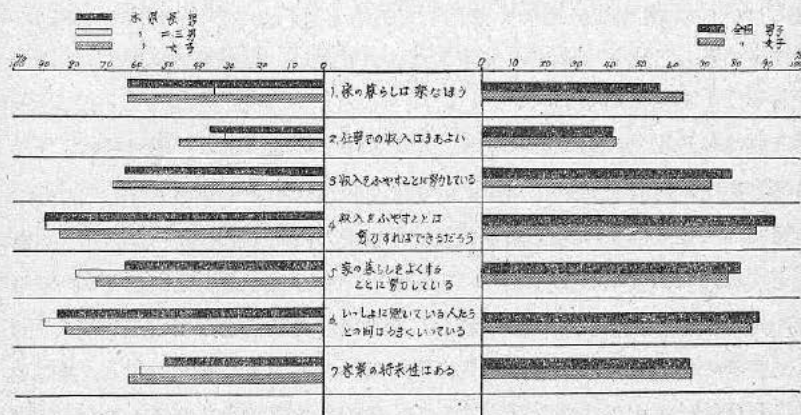 水俣 長男
〃 二三男
〃 女子
全国 男子
〃 女子
100 90 80 70 60 50 40 30 20 10 0
0 10 20 30 40 50 60 70 80 90 100
1. 家の暮らしは楽なほう
2. 仕事での収入はまあよい
3 収入をふやすことに努力している
4. 収入をふやすことは
努力すればできるだろう
5 家の暮らしをよくする
ことに努力している
6. いっしょに働いている人たち
との間はうまくいっている
7 家業の将来性はある